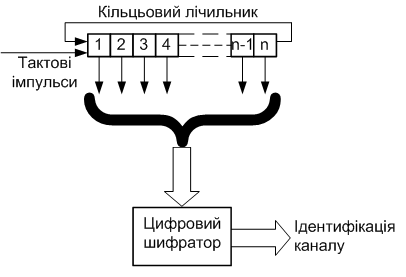 Кільцьовий лічильник
1 2 3 4 n-1 n
Тактові
імпульси
Цифровий
шифратор
Ідентифікація
каналу